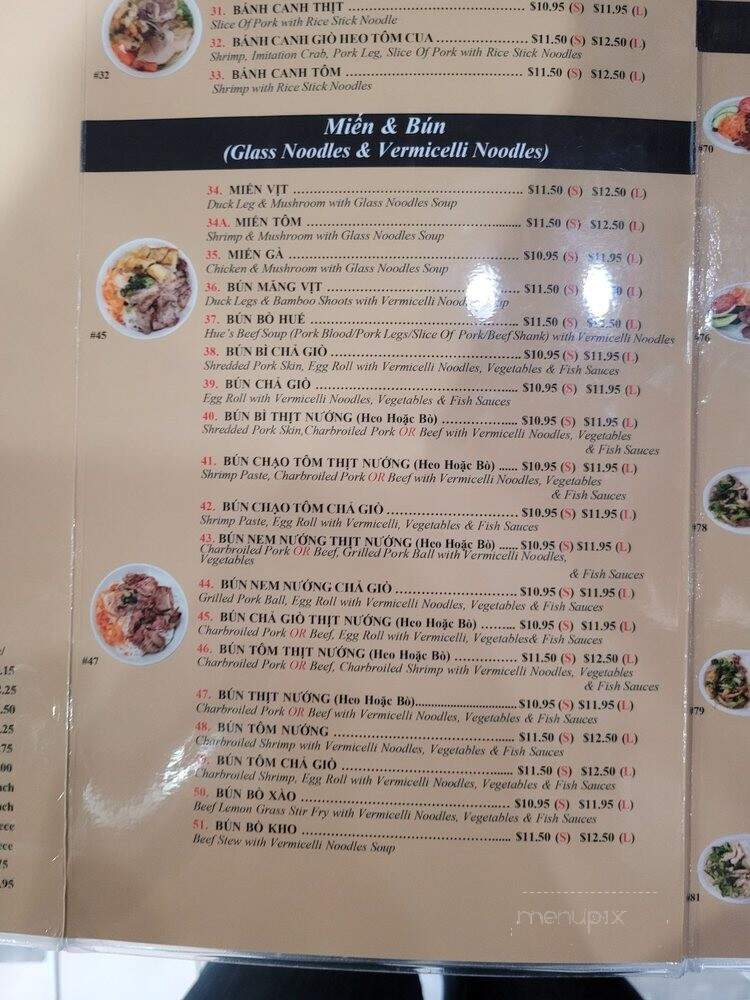 31. BÁNH CANH THỊT ........ $10.95 (S) $11.95 (L)
Slice Of Pork with Rice Stick Noodle
32. BÁNH CANH GIÒ HEO TÔM CUA ........ $11.50 (S) $12.50 (L)
Shrimp, Imitation Crab, Pork Leg, Slice Of Pork with Rice Stick Noodles
#32
33. BÁNH CANH TÔM ........ $11.50 (S) $12.50 (L)
Shrimp with Rice Stick Noodles
Miến & Bún
(Glass Noodles & Vermicelli Noodles)
34. MIẾN VỊT ........ $11.50 (S) $12.50 (L)
Duck Leg & Mushroom with Glass Noodles Soup
34A. MIẾN TÔM ........ $11.50 (S) $12.50 (L)
Shrimp & Mushroom with Glass Noodles Soup
35. MIẾN GÀ ........ $10.95 (S) $11.95 (L)
Chicken & Mushroom with Glass Noodles Soup
36. BÚN MĂNG VỊT ........ $11.50 (S) (L)
Duck Legs & Bamboo Shoots with Vermicelli Noodles Soup
37. BÚN BÒ HUẾ ........ $11.50 (S) $12.50 (L)
Hue's Beef Soup (Pork Blood/Pork Legs/Slice Of Pork/Beef Shank) with Vermicelli Noodles
#45
38. BÚN BÌ CHẢ GIÒ ........ $10.95 (S) $11.95 (L)
Shredded Pork Skin, Egg Roll with Vermicelli Noodles, Vegetables & Fish Sauces
39. BÚN CHẢ GIÒ ........ $10.95 (S) $11.95 (L)
Egg Roll with Vermicelli Noodles, Vegetables & Fish Sauces
40. BÚN BÌ THỊT NƯỚNG (Heo Hoặc Bò) ........ $10.95 (S) $11.95 (L)
Shredded Pork Skin,Charbroiled Pork OR Beef with Vermicelli Noodles, Vegetables
& Fish Sauces
41. BÚN CHẠO TÔM THỊT NƯỚNG (Heo Hoặc Bò) ...... $10.95 (S) $11.95 (L)
Shrimp Paste, Charbroiled Pork OR Beef with Vermicelli Noodles, Vegetables
& Fish Sauces
42. BÚN CHẠO TÔM CHẢ GIÒ ........ $10.95 (S) $11.95 (L)
Shrimp Paste, Egg Roll with Vermicelli, Vegetables & Fish Sauces
43. BÚN NEM NƯỚNG THỊT NƯỚNG (Heo Hoặc Bò) ...... $10.95 (S) $11.95 (L)
Charbroiled Pork OR Beef, Grilled Pork Ball with Vermicelli Noodles,
Vegetables
& Fish Sauces
44. BÚN NEM NƯỚNG CHẢ GIÒ ........ $10.95 (S) $11.95 (L)
Grilled Pork Ball, Egg Roll with Vermicelli Noodles, Vegetables & Fish Sauces
45. BÚN CHẢ GIÒ THỊT NƯỚNG (Heo Hoặc Bò) ......... $10.95 (S) $11.95 (L)
Charbroiled Pork OR Beef, Egg Roll with Vermicelli, Vegetables& Fish Sauces
46. BÚN TÔM THỊT NƯỚNG (Heo Hoặc Bò) ........ $11.50 (S) $12.50 (L)
Charbroiled Pork OR Beef, Charbroiled Shrimp with Vermicelli Noodles, Vegetables
& Fish Sauces
#47
47. BÚN THỊT NƯỚNG (Heo Hoặc Bò)........ $10.95 (S) $11.95 (L)
Charbroiled Pork OR Beef with Vermicelli Noodles, Vegetables & Fish Sauces
48. BÚN TÔM NƯỚNG ........ $11.50 (S) $12.50 (L)
Charbroiled Shrimp with Vermicelli Noodles, Vegetables & Fish Sauces
BÚN TÔM CHẢ GIÒ ........ $11.50 (S) $12.50 (L)
Charbroiled Shrimp, Egg Roll with Vermicelli Noodles, Vegetables & Fish Sauces
50. BÚN BÒ XÀO ........ $10.95 (S) $11.95 (L)
Beef Lemon Grass Stir Fry with Vermicelli Noodles, Vegetables & Fish Sauces
51. BÚN BÒ KHO ........ $11.50 (S) $12.50 (L)
Beef Stew with Vermicelli Noodles Soup
#70
#76
#78
#79
#81
menupix